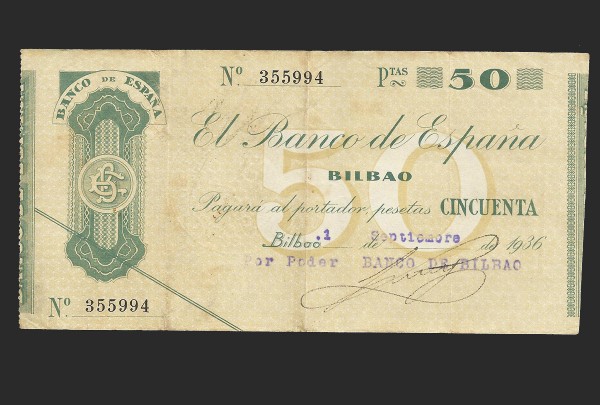 BANCO DE ESPAÑA
Nº 355994 PTAS 50
El Banco de España
BILBAO
50
Pagará al portador, pesetas CINCUENTA
Bilbao 1 de Septiembre de 1936
Por Poder BANCO DE BILBAO
Nº 355994